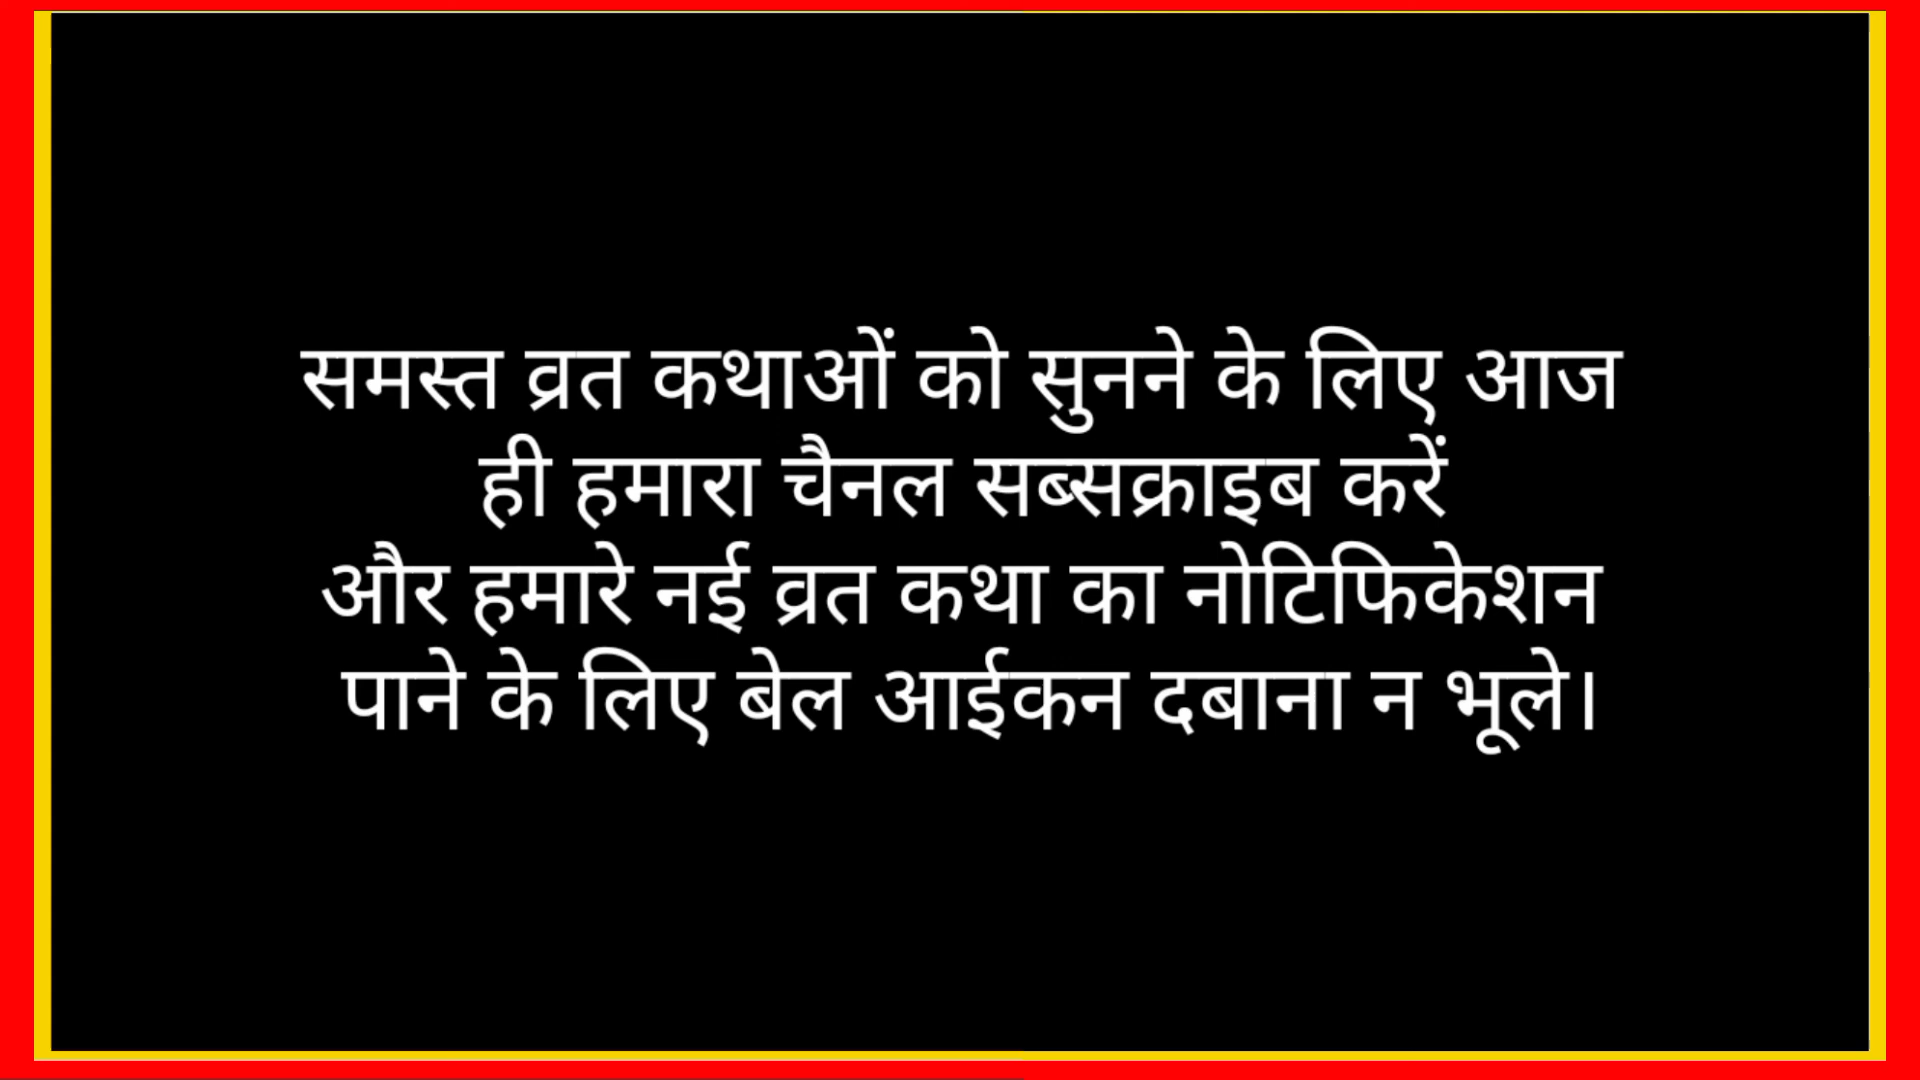 समस्त व्रत कथाओं को सुनने के लिए आज
ही हमारा चैनल सब्सक्राइब करें
और हमारे नई व्रत कथा का नोटिफिकेशन
पाने के लिए बेल आईकन दबाना न भूले।